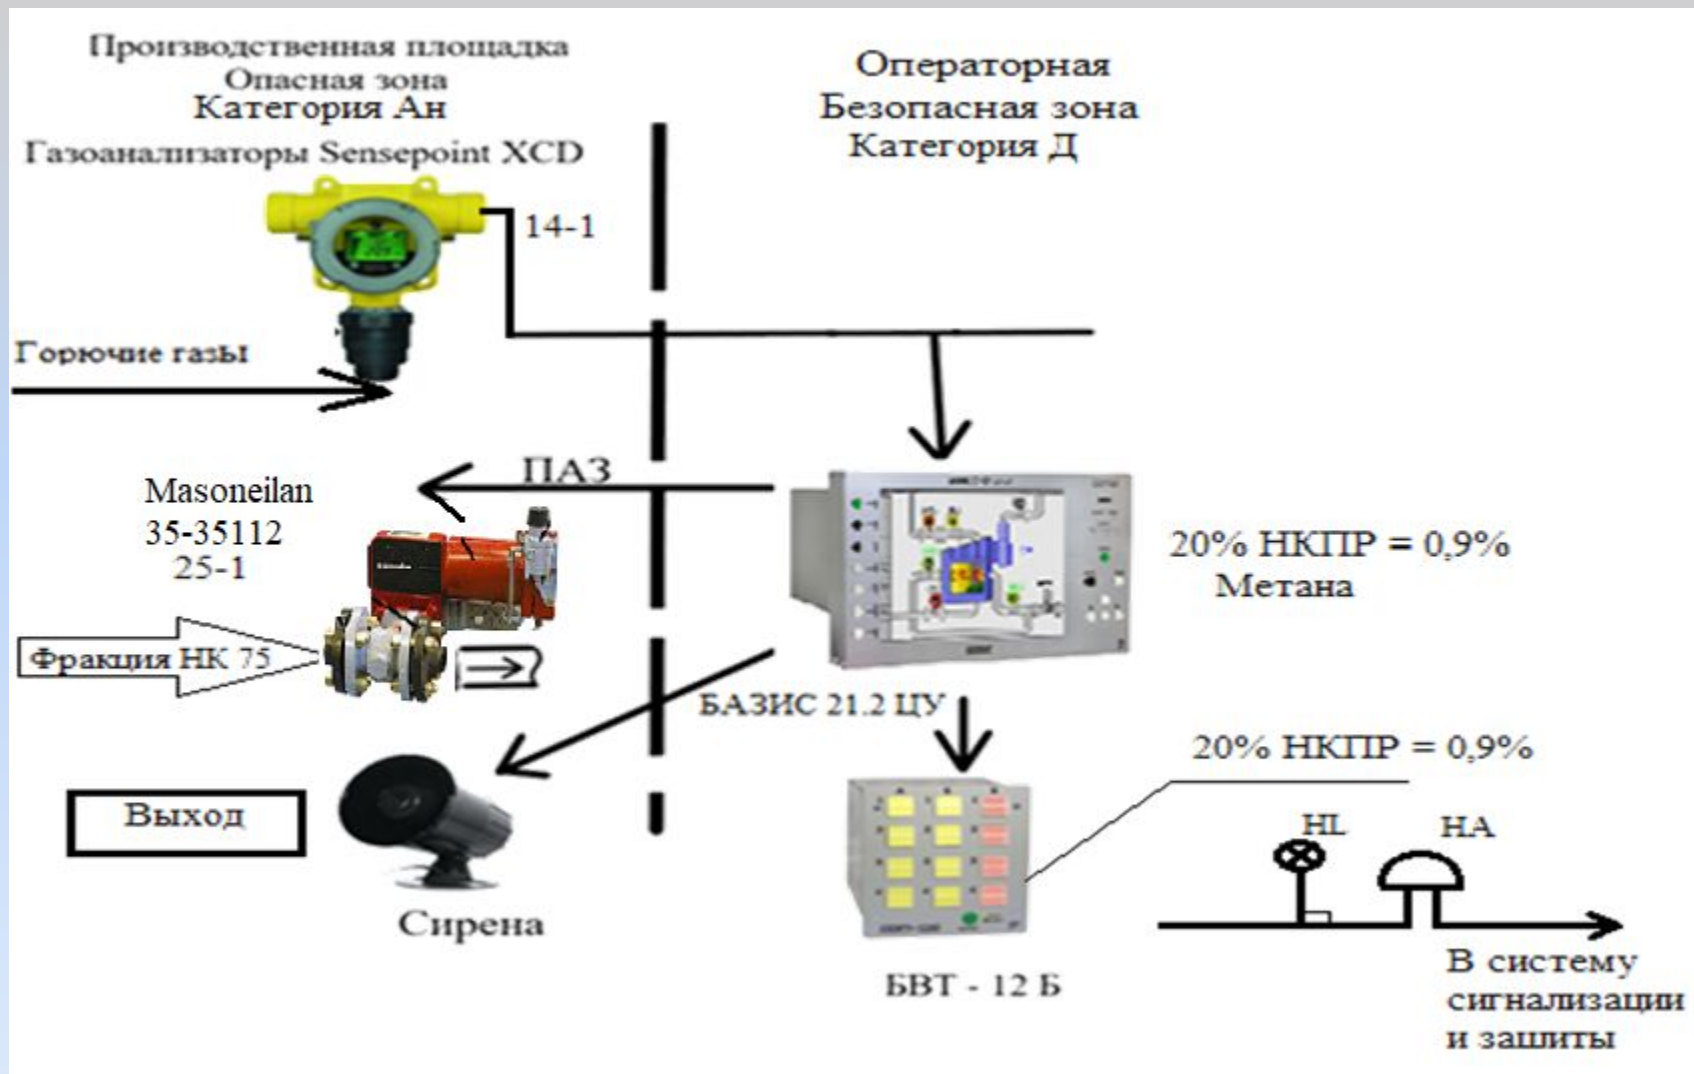 Производственная площадка
Опасная зона
Категория Ан
Газоанализаторы Sensepoint XCD
Операторная
Безопасная зона
Категория Д
14-1
Горючие газы
ПАЗ
Masoneilan
35-35112
25-1
20% НКПР = 0,9%
Метана
Фракция НК 75
БАЗИС 21.2 ЦУ
20% НКПР = 0,9%
Выход
HL
HA
Сирена
БВТ - 12 Б
В систему
сигнализации
и зашиты